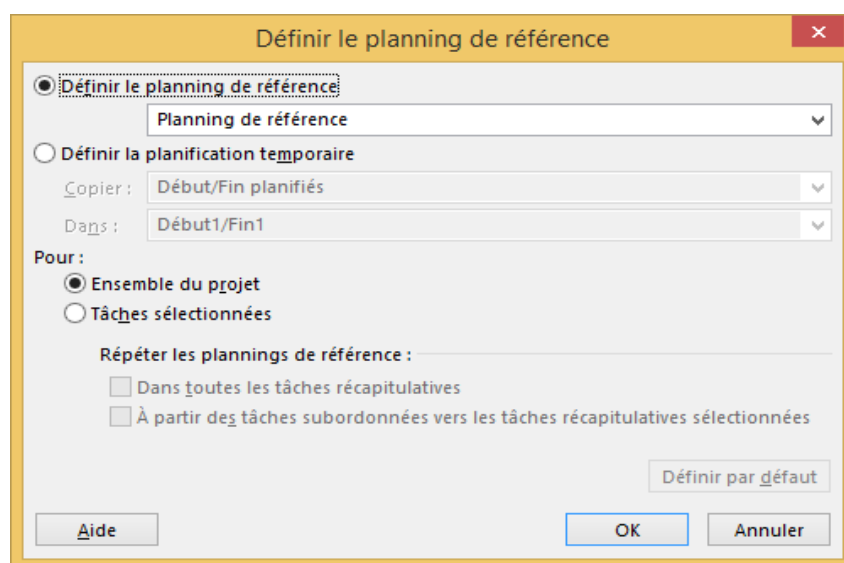 Définir le planning de référence
Définir le planning de référence
Planning de référence
Définir la planification temporaire
Copier : Début/Fin planifiés
Dans : Début1/Fin1
Pour :
Ensemble du projet
Tâches sélectionnées
Répéter les plannings de référence :
Dans toutes les tâches récapitulatives
À partir des tâches subordonnées vers les tâches récapitulatives sélectionnées
Définir par défaut
Aide OK Annuler